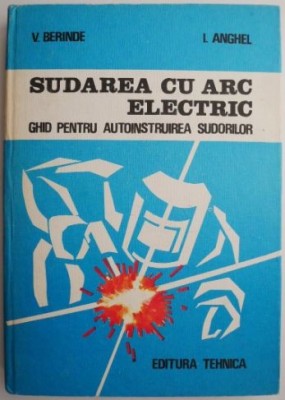 V. BERINDE I. ANGHEL
SUDAREA CU ARC
ELECTRIC
GHID PENTRU AUTOINSTRUIREA SUDORILOR
EDITURA TEHNICA